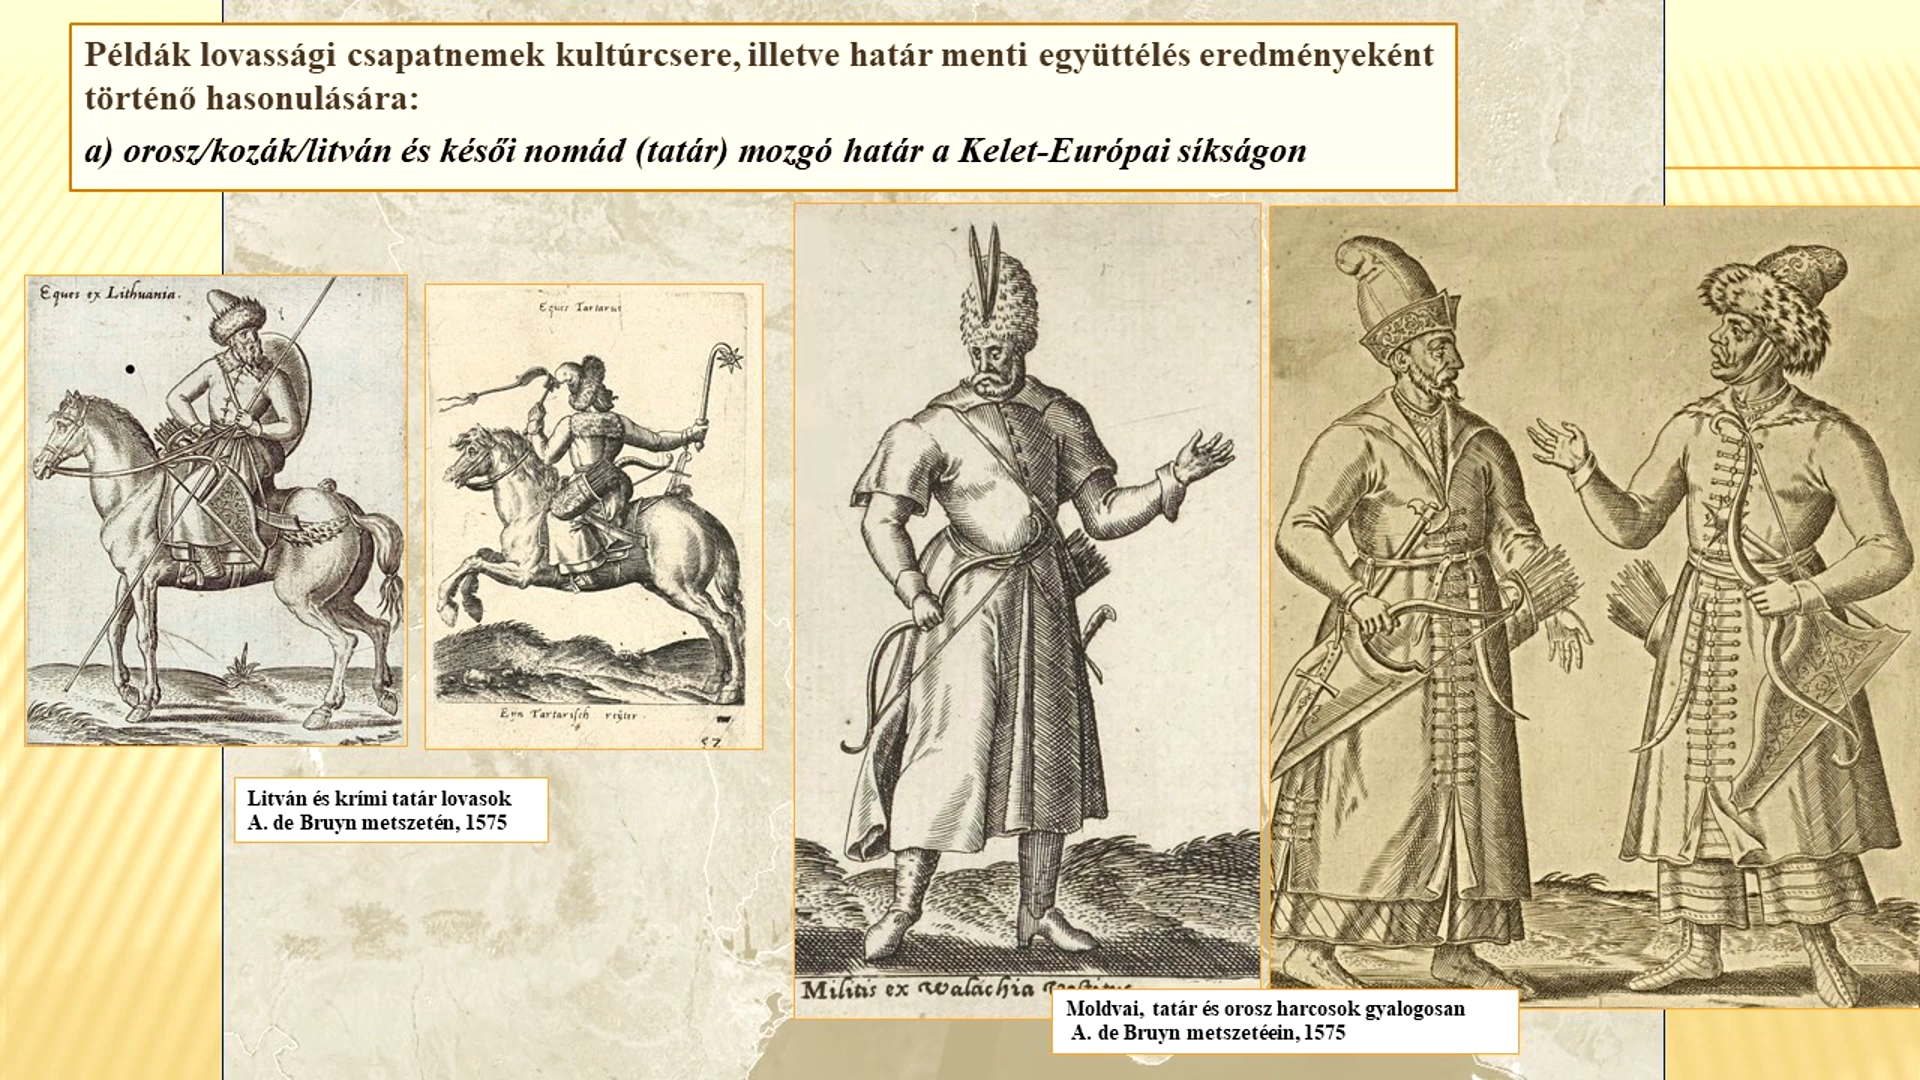 Példák lovassági csapatnemek kultúrcsere, illetve határ menti együttélés eredményeként
történő hasonulására:
a) orosz/kozák/litván és késői nomád (tatár) mozgó határ a Kelet-Európai síkságon
Eques ex Lithuania.
Eques Tartarus
Eyn Tartarisch reyter.
57
Litván és krími tatár lovasok
A. de Bruyn metszetén, 1575
Militis ex Walachia
Moldvai, tatár és orosz harcosok gyalogosan
A. de Bruyn metszetéein, 1575